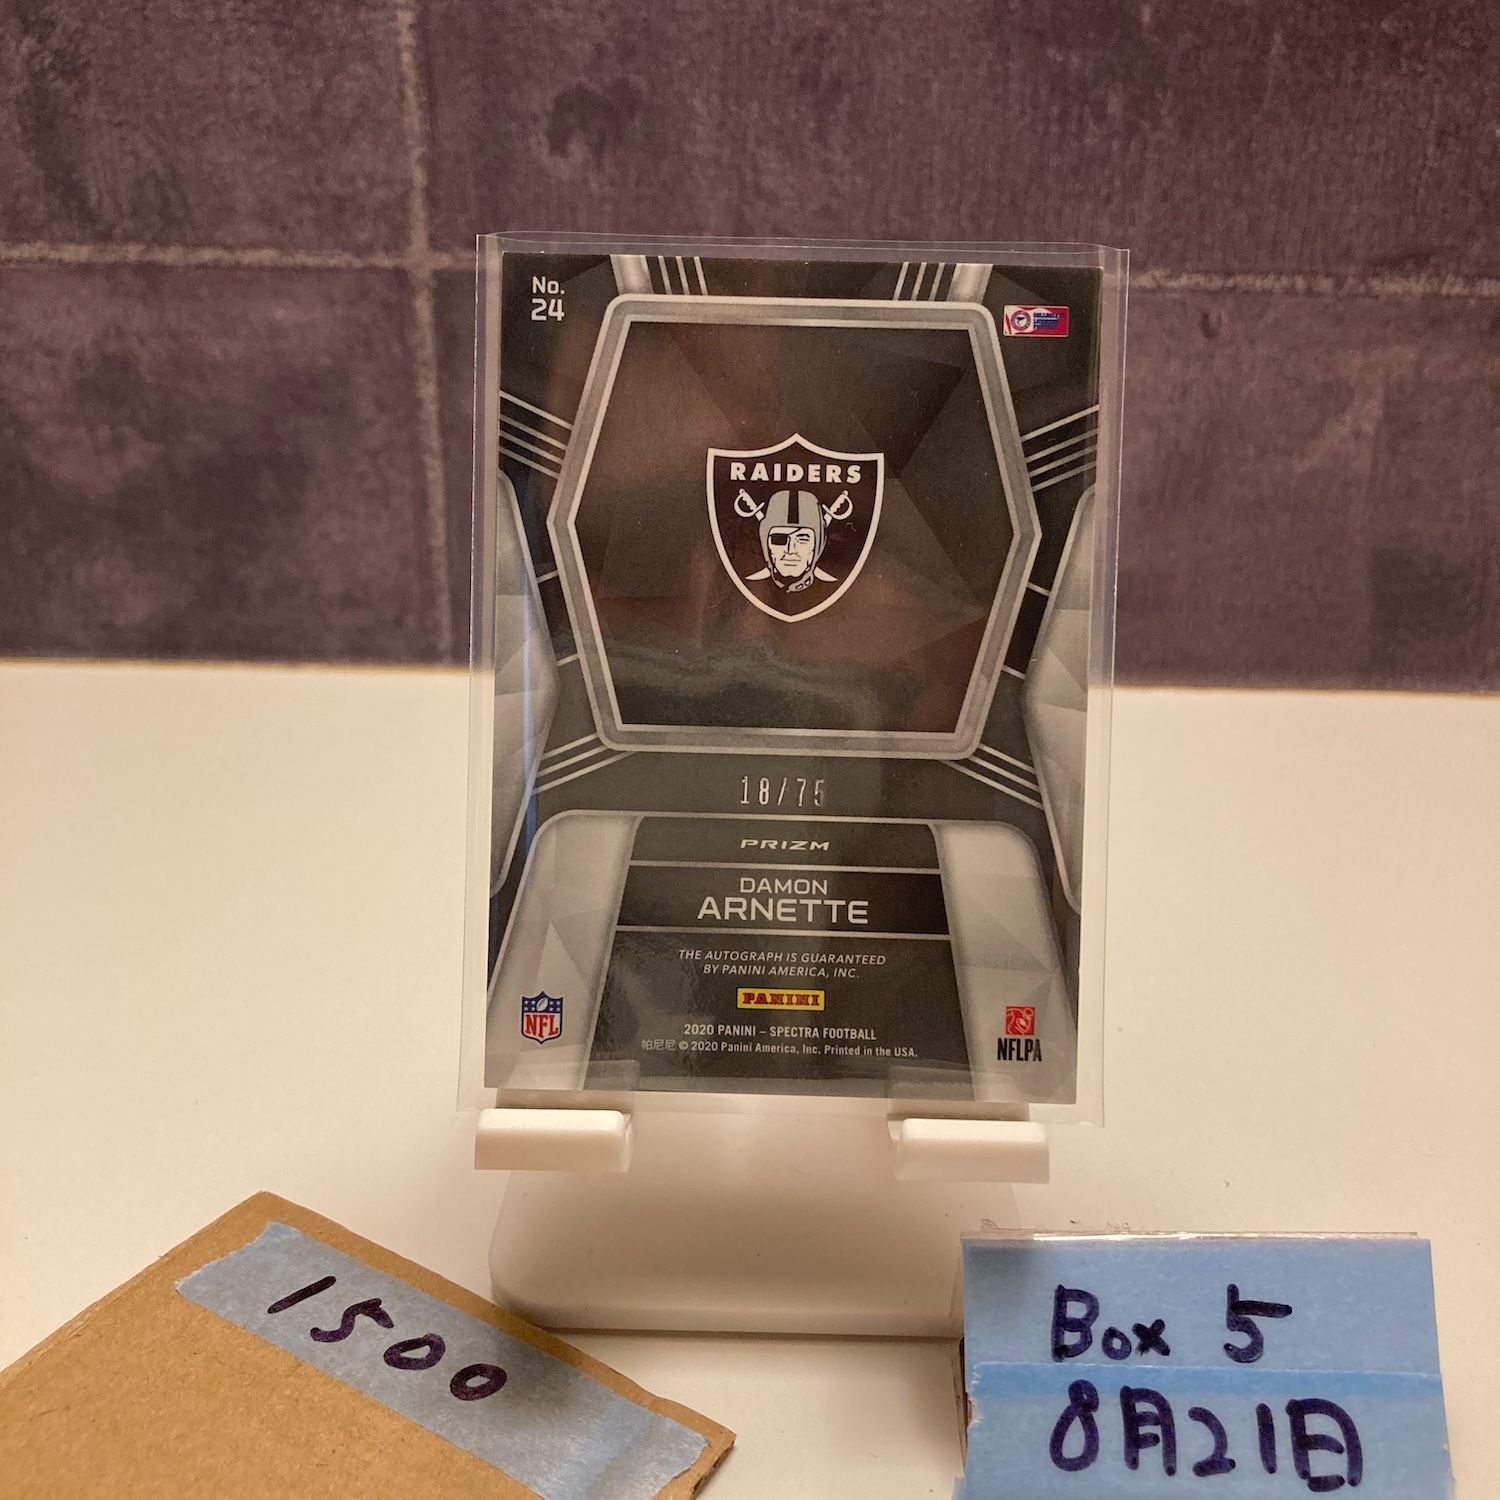 No.
24
RAIDERS
18/75
PRIZM
DAMON
ARNETTE
THE AUTOGRAPH IS GUARANTEED
BY PANINI AMERICA, INC.
PANINI
NFL
NFLPA
2020 PANINI – SPECTRA FOOTBALL
帕尼尼 © 2020 Panini America, Inc. Printed in the USA.
1500
Box 5
8月21日